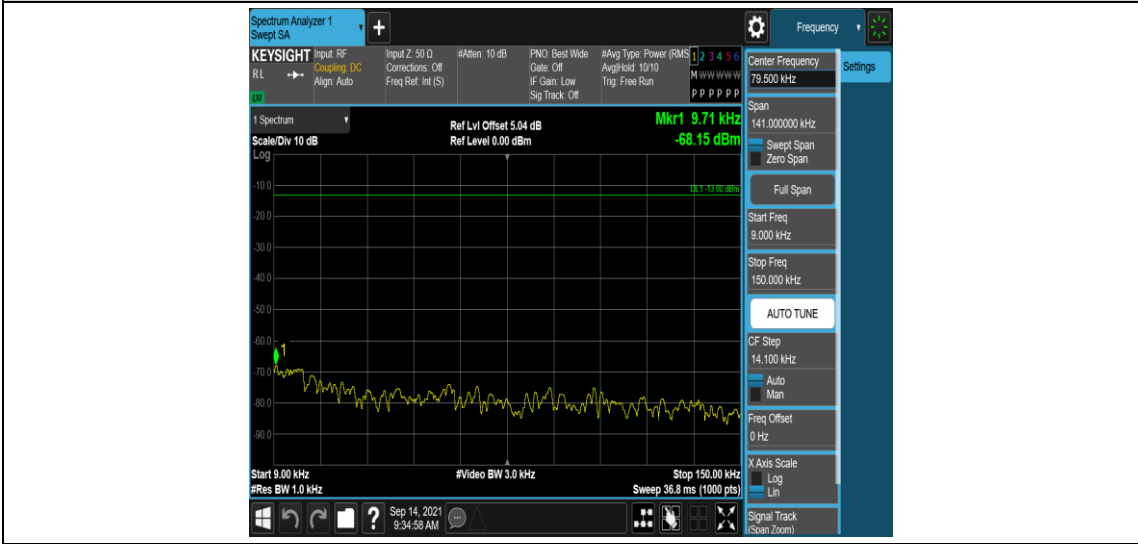 Spectrum Analyzer 1
Swept SA
+
Frequency
KEYSIGHT
RL
Input: RF
Coupling: DC
Align: Auto
Input Z: 50 Ω
Corrections: Off
Freq Ref: Int (S)
#Atten: 10 dB
PNO: Best Wide
Gate: Off
IF Gain: Low
Sig Track: Off
#Avg Type: Power (RMS
Avg|Hold: 10/10
Trig: Free Run
1 2 3 4 5 6
M W W W W W
P P P P P P
1 Spectrum
Scale/Div 10 dB
Log
Ref Lvl Offset 5.04 dB
Ref Level 0.00 dBm
Mkr1 9.71 kHz
-68.15 dBm
DL1 -13.00 dBm
-10.0
-20.0
-30.0
-40.0
-50.0
-60.0
-70.0
-80.0
-90.0
1
Start 9.00 kHz
#Res BW 1.0 kHz
#Video BW 3.0 kHz
Stop 150.00 kHz
Sweep 36.8 ms (1000 pts)
Center Frequency
79.500 kHz
Settings
Span
141.000000 kHz
Swept Span
Zero Span
Full Span
Start Freq
9.000 kHz
Stop Freq
150.000 kHz
AUTO TUNE
CF Step
14.100 kHz
Auto
Man
Freq Offset
0 Hz
X Axis Scale
Log
Lin
Signal Track
(Span Zoom)
?
Sep 14, 2021
9:34:58 AM